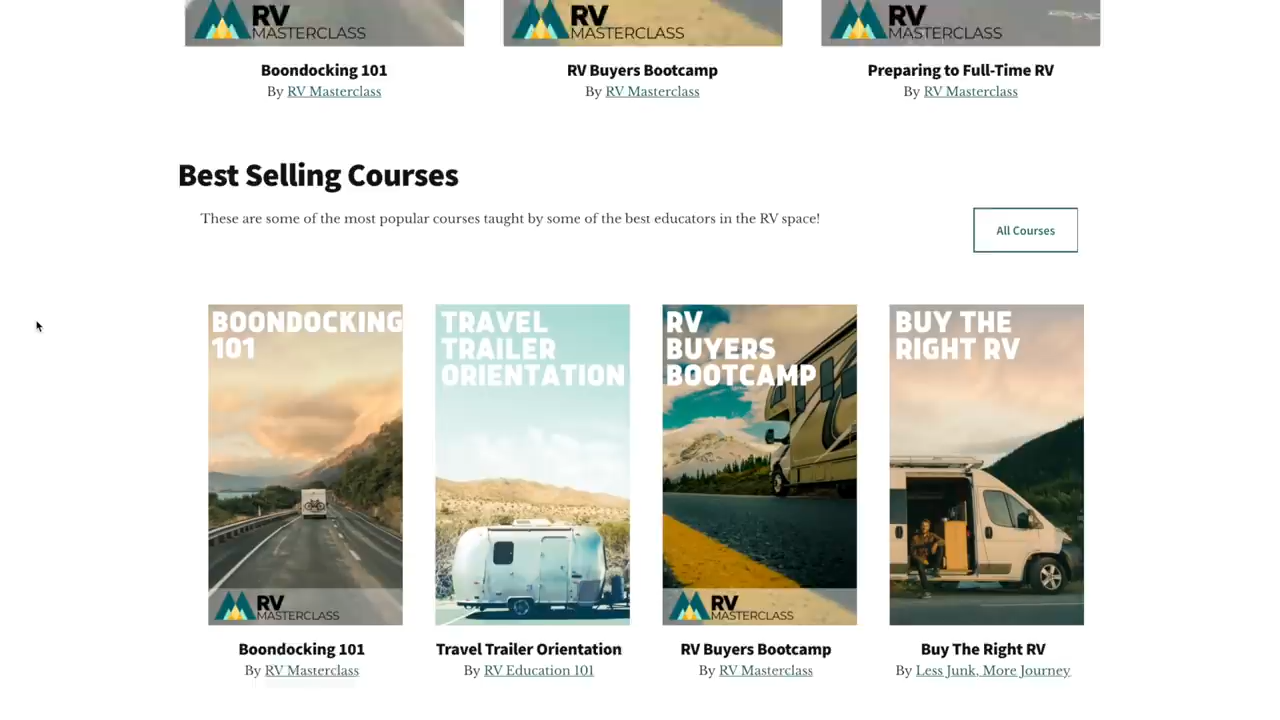 RV
MASTERCLASS
RV
MASTERCLASS
RV
MASTERCLASS
Boondocking 101
By RV Masterclass
RV Buyers Bootcamp
By RV Masterclass
Preparing to Full-Time RV
By RV Masterclass
Best Selling Courses
These are some of the most popular courses taught by some of the best educators in the RV space!
All Courses
BOONDOCKING
101
RV
MASTERCLASS
Boondocking 101
By RV Masterclass
TRAVEL
TRAILER
ORIENTATION
Travel Trailer Orientation
By RV Education 101
RV
BUYERS
BOOTCAMP
RV
MASTERCLASS
RV Buyers Bootcamp
By RV Masterclass
BUY THE
RIGHT RV
Buy The Right RV
By Less Junk, More Journey